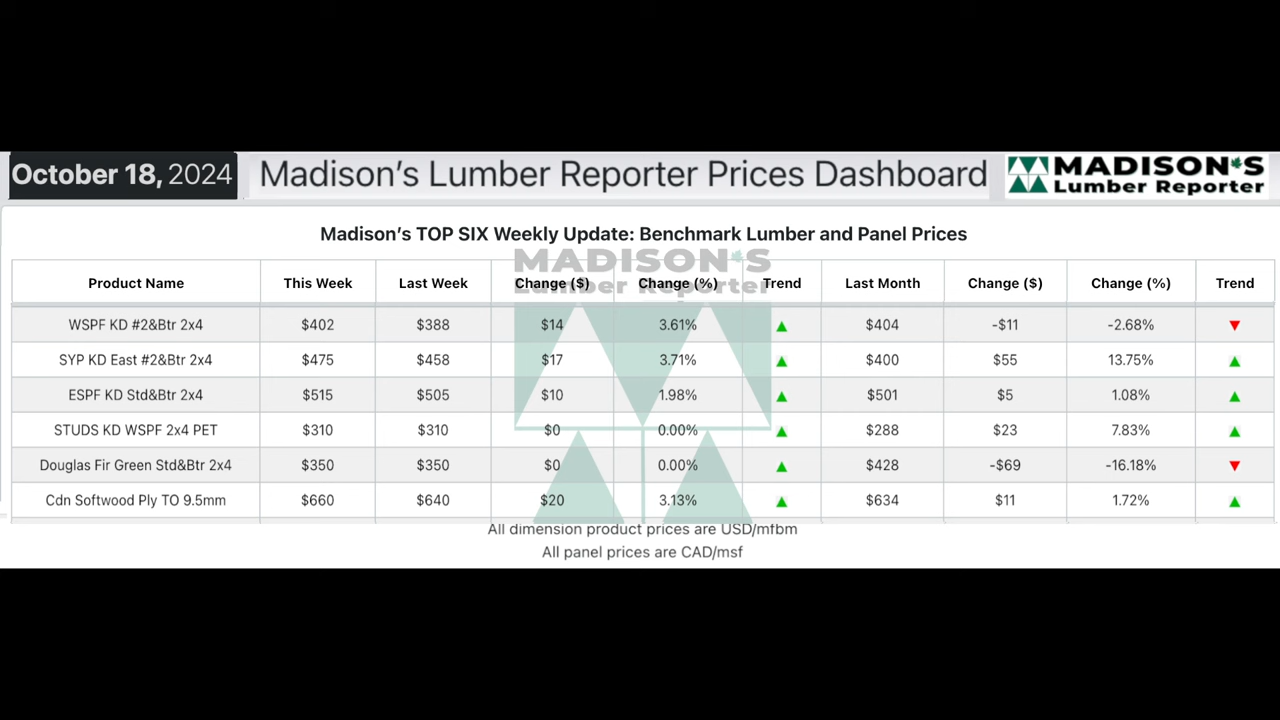 October 18, 2024 Madison's Lumber Reporter Prices Dashboard MADISON'S
Lumber Reporter
Madison's TOP SIX Weekly Update: Benchmark Lumber and Panel Prices
MADISON'S
Lumber Reporter
Product Name This Week Last Week Change ($) Change (%) Trend Last Month Change ($) Change (%) Trend
WSPF KD #2&Btr 2x4 $402 $388 $14 3.61% ▲ $404 -$11 -2.68% ▼
SYP KD East #2&Btr 2x4 $475 $458 $17 3.71% ▲ $400 $55 13.75% ▲
ESPF KD Std&Btr 2x4 $515 $505 $10 1.98% ▲ $501 $5 1.08% ▲
STUDS KD WSPF 2x4 PET $310 $310 $0 0.00% ▲ $288 $23 7.83% ▲
Douglas Fir Green Std&Btr 2x4 $350 $350 $0 0.00% ▲ $428 -$69 -16.18% ▼
Cdn Softwood Ply TO 9.5mm $660 $640 $20 3.13% ▲ $634 $11 1.72% ▲
All dimension product prices are USD/mfbm
All panel prices are CAD/msf